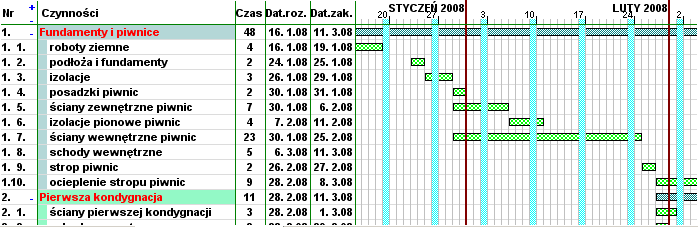 Nr + - Czynności Czas Dat.roz. Dat.zak. STYCZEŃ 2008 LUTY 2008
20 27 3 10 17 24 2
1. - Fundamenty i piwnice 48 16. 1.08 11. 3.08
1. 1. roboty ziemne 4 16. 1.08 19. 1.08
1. 2. podłoża i fundamenty 2 24. 1.08 25. 1.08
1. 3. izolacje 3 26. 1.08 29. 1.08
1. 4. posadzki piwnic 2 30. 1.08 31. 1.08
1. 5. ściany zewnętrzne piwnic 7 30. 1.08 6. 2.08
1. 6. izolacje pionowe piwnic 4 7. 2.08 11. 2.08
1. 7. ściany wewnętrzne piwnic 23 30. 1.08 25. 2.08
1. 8. schody wewnętrzne 5 6. 3.08 11. 3.08
1. 9. strop piwnic 2 26. 2.08 27. 2.08
1.10. ocieplenie stropu piwnic 9 28. 2.08 8. 3.08
2. - Pierwsza kondygnacja 11 28. 2.08 11. 3.08
2. 1. ściany pierwszej kondygnacji 3 28. 2.08 1. 3.08